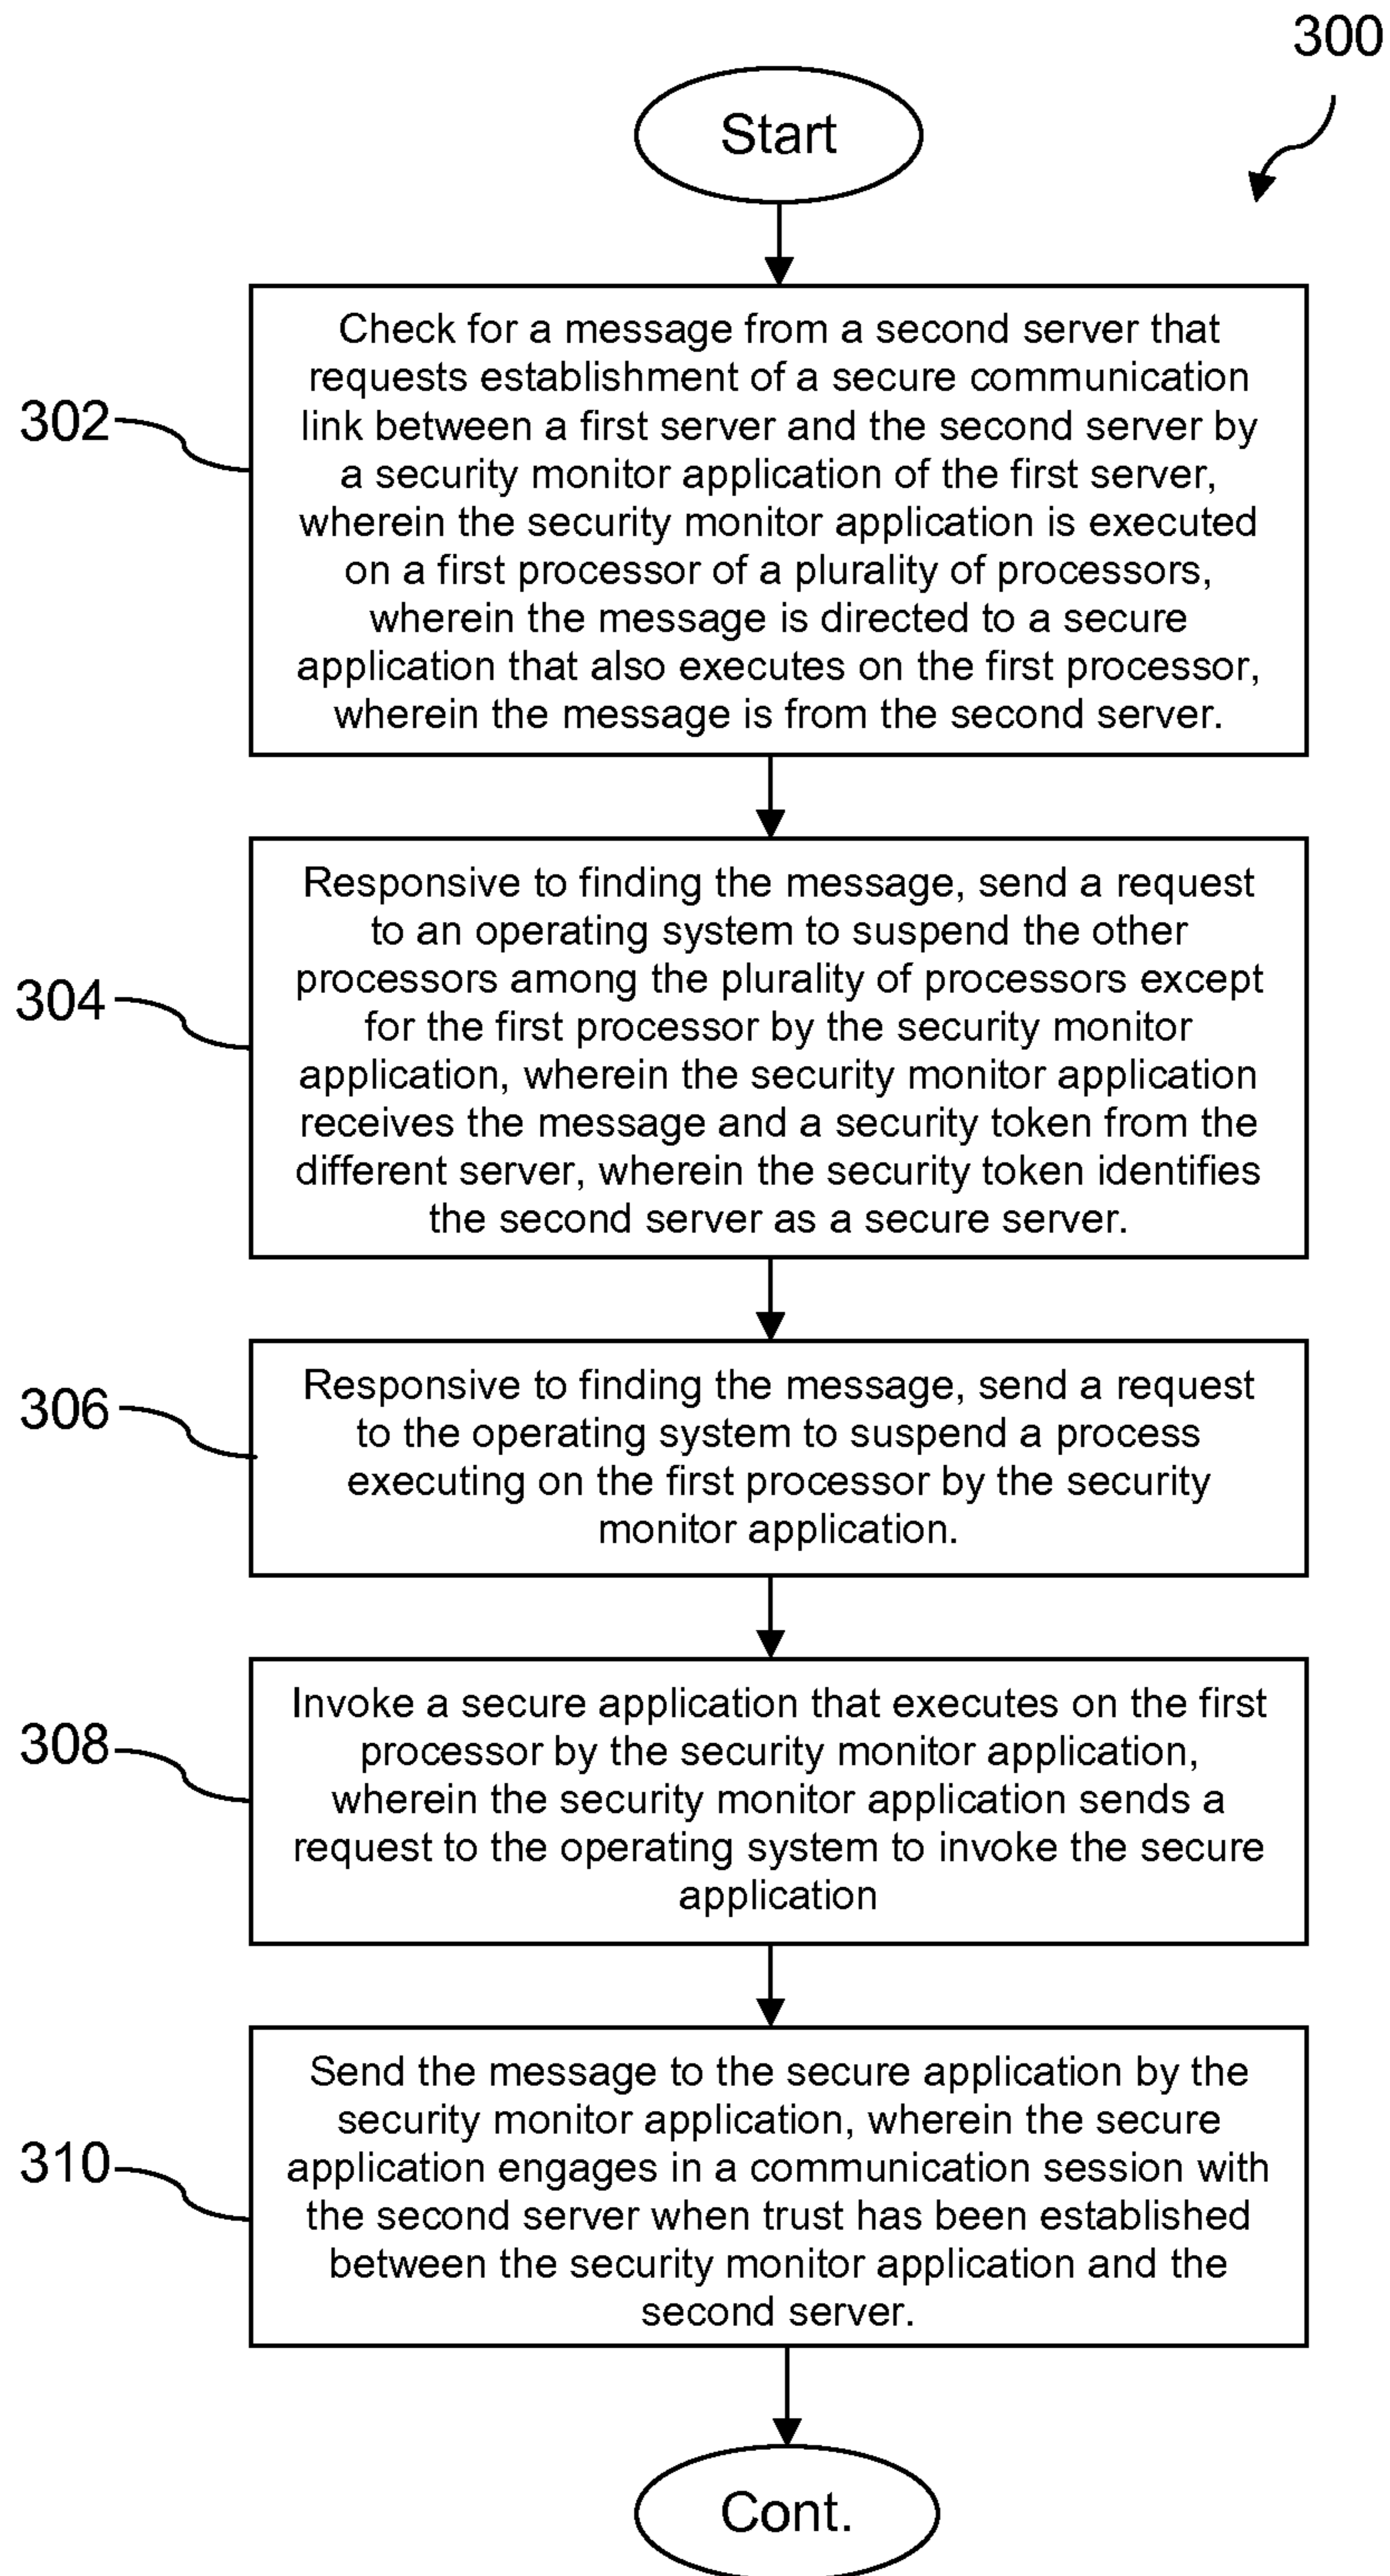 300
Start
302
Check for a message from a second server that
requests establishment of a secure communication
link between a first server and the second server by
a security monitor application of the first server,
wherein the security monitor application is executed
on a first processor of a plurality of processors,
wherein the message is directed to a secure
application that also executes on the first processor,
wherein the message is from the second server.
304
Responsive to finding the message, send a request
to an operating system to suspend the other
processors among the plurality of processors except
for the first processor by the security monitor
application, wherein the security monitor application
receives the message and a security token from the
different server, wherein the security token identifies
the second server as a secure server.
306
Responsive to finding the message, send a request
to the operating system to suspend a process
executing on the first processor by the security
monitor application.
308
Invoke a secure application that executes on the first
processor by the security monitor application,
wherein the security monitor application sends a
request to the operating system to invoke the secure
application
310
Send the message to the secure application by the
security monitor application, wherein the secure
application engages in a communication session with
the second server when trust has been established
between the security monitor application and the
second server.
Cont.